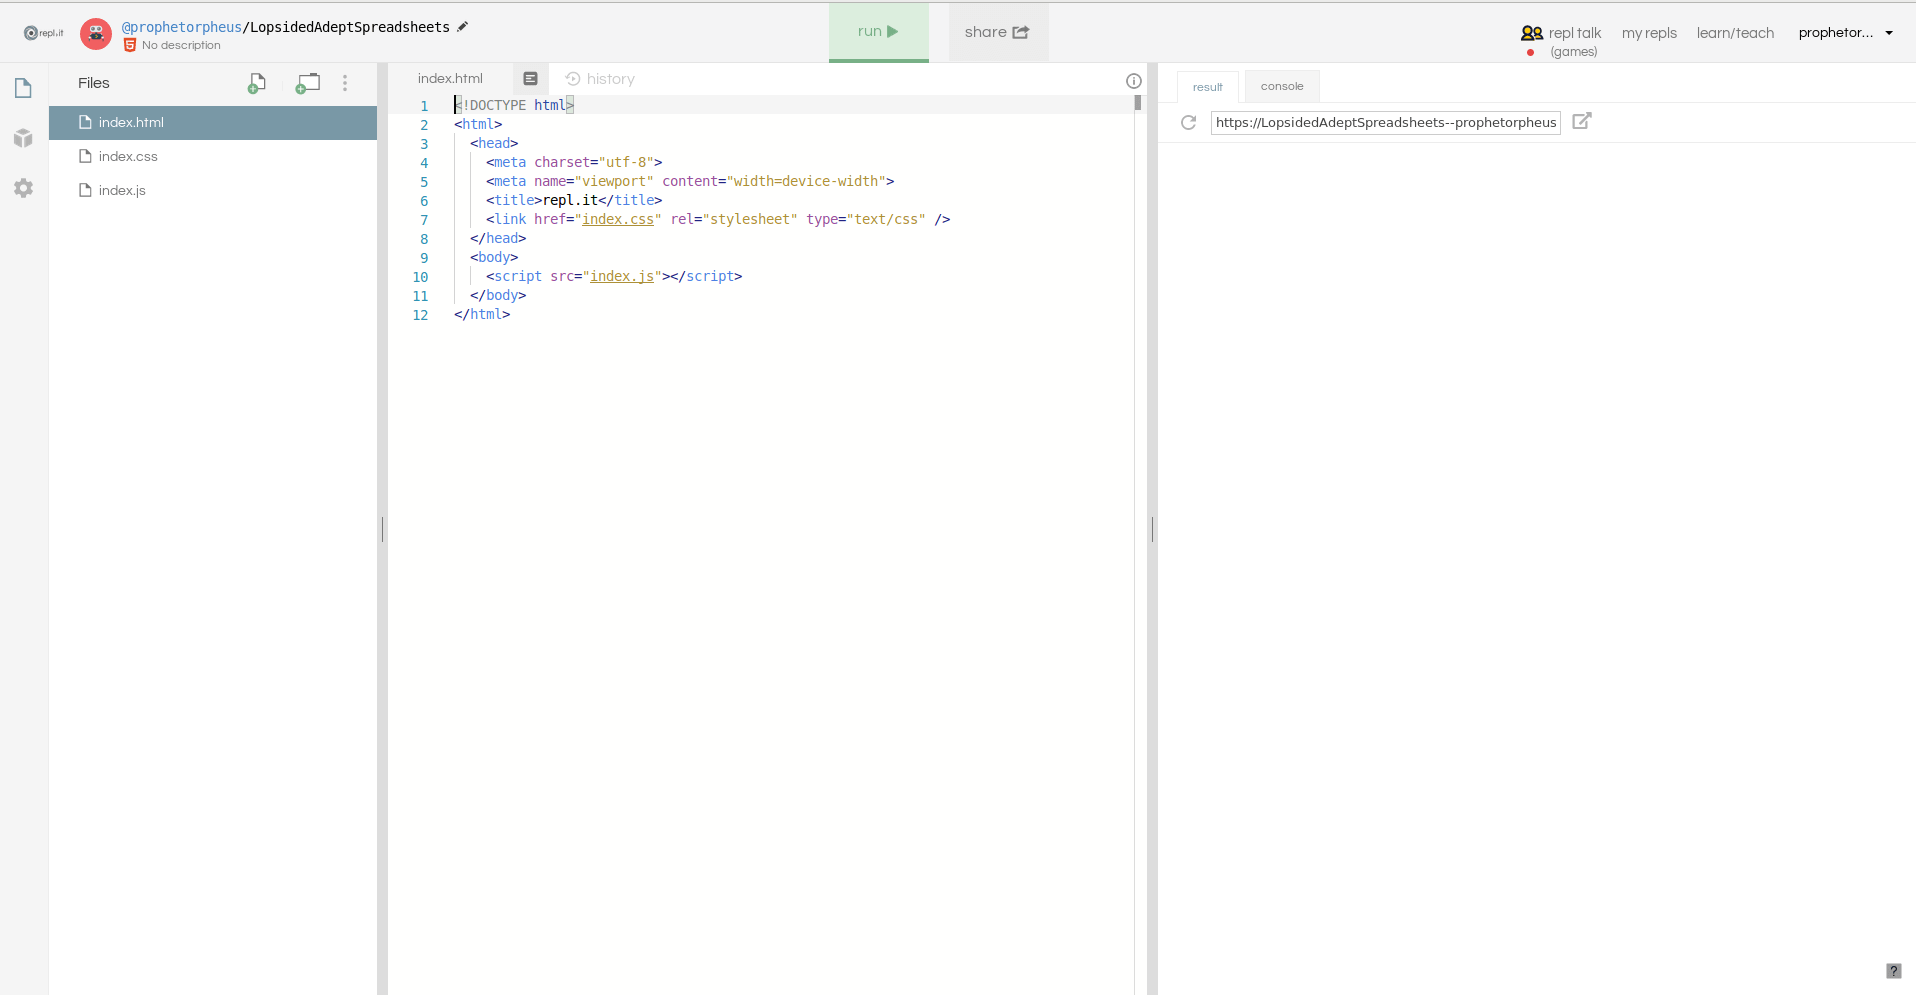 repl.it
@prophetorpheus/LopsidedAdeptSpreadsheets
No description
run
share
repl talk
(games)
my repls
learn/teach
prophetor...
Files
index.html
index.css
index.js
index.html
history
1 <!DOCTYPE html>
2 <html>
3 <head>
4 <meta charset="utf-8">
5 <meta name="viewport" content="width=device-width">
6 <title>repl.it</title>
7 <link href="index.css" rel="stylesheet" type="text/css" />
8 </head>
9 <body>
10 <script src="index.js"></script>
11 </body>
12 </html>
result
console
https://LopsidedAdeptSpreadsheets--prophetorpheus
?